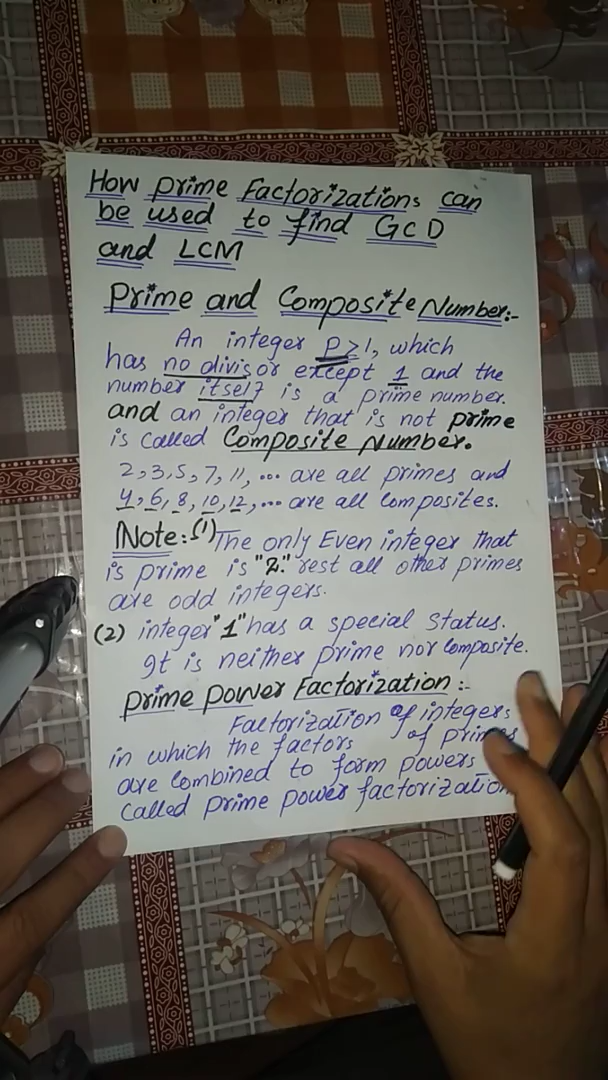 How prime Factorizations can
be used to find GCD
and LCM
Prime and Composite Number:-
An integer P≥1, which
has no divisor except 1 and the
number itself is a prime number.
and an integer that is not prime
is called Composite Number.
2,3,5,7,11,... are all primes and
4,6,8,10,12,... are all composites.
Note:(1) The only Even integer that
is prime is "2." rest all other primes
are odd integers.
(2) integer "1" has a special status.
It is neither prime nor composite.
prime power Factorization:-
Factorization of integers
in which the factors of primes
are combined to form powers
called prime power factorization